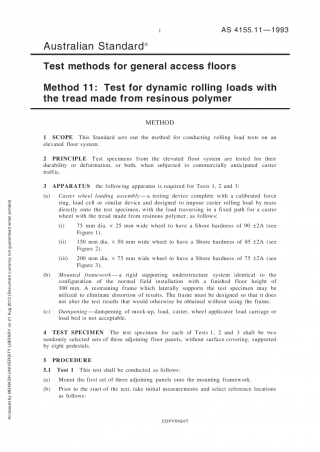 1
AS 4155.11—1993
Australian Standard®
Test methods for general access floors
Method 11: Test for dynamic rolling loads with
the tread made from resinous polymer
METHOD
1 SCOPE This Standard sets out the method for conducting rolling load tests on an
elevated floor system.
2 PRINCIPLE Test specimens from the elevated floor system are tested for their
durability or deformation, or both, when subjected to commercially anticipated caster
traffic.
3 APPARATUS the following apparatus is required for Tests 1, 2 and 3:
(a) Caster wheel loading assembly—a testing device complete with a calibrated force
ring, load cell or similar device and designed to impose caster rolling load by mass
directly onto the test system, with the load traversing in a fixed path for a caster
wheel with the tread made from resinous polymer, as follows:
(i) 75 mm dia. × 25 mm wide wheel to have a Shore hardness of 90 ±2A (see
Figure 1).
(ii) 150 mm dia. × 50 mm wide wheel to have a Shore hardness of 85 ±2A (see
Figure 2).
(iii) 200 mm dia. × 75 mm wide wheel to have a Shore hardness of 75 ±2A (see
Figure 3).
(b) Mounted framework—a rigid supporting understructure system identical to the
configuration of the normal field installation with a finished floor height of
300 mm. A restraining frame which laterally supports the test specimen may be
utilized to eliminate distortion of results. The frame must be designed so that it does
not alter the test results that would otherwise be obtained without using the frame.
(c) Dampening—dampening of mock-up, load, caster, wheel applicator load carriage or
load bed is not acceptable.
4 TEST SPECIMEN The test specimen for each of Tests 1, 2 and 3 shall be two
randomly selected sets of three adjoining floor panels, without surface covering, supported
by eight pedestals.
5 PROCEDURE
5.1 Test 1 This test shall be conducted as follows:
(a) Mount the first set of three adjoining panels onto the mounting framework.
(b) Prior to the start of the test, take initial measurements and select reference locations
as follows:
COPYRIGHT
Accessed by MONASH UNIVERSITY LIBRARY on 21 Aug 2013 (Document currency not guaranteed when printed)